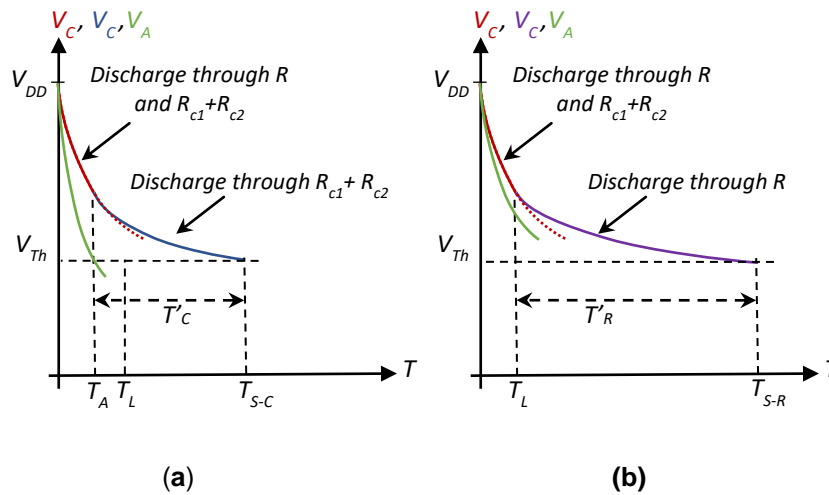 V_C, V_C, V_A
V_DD
Discharge through R
and R_c1+R_c2
Discharge through R_c1+ R_c2
V_Th
T'_C
T_A
T_L
T_S-C
T
(a)
V_C, V_C, V_A
V_DD
Discharge through R
and R_c1+R_c2
Discharge through R
V_Th
T'_R
T_L
T_S-R
T
(b)